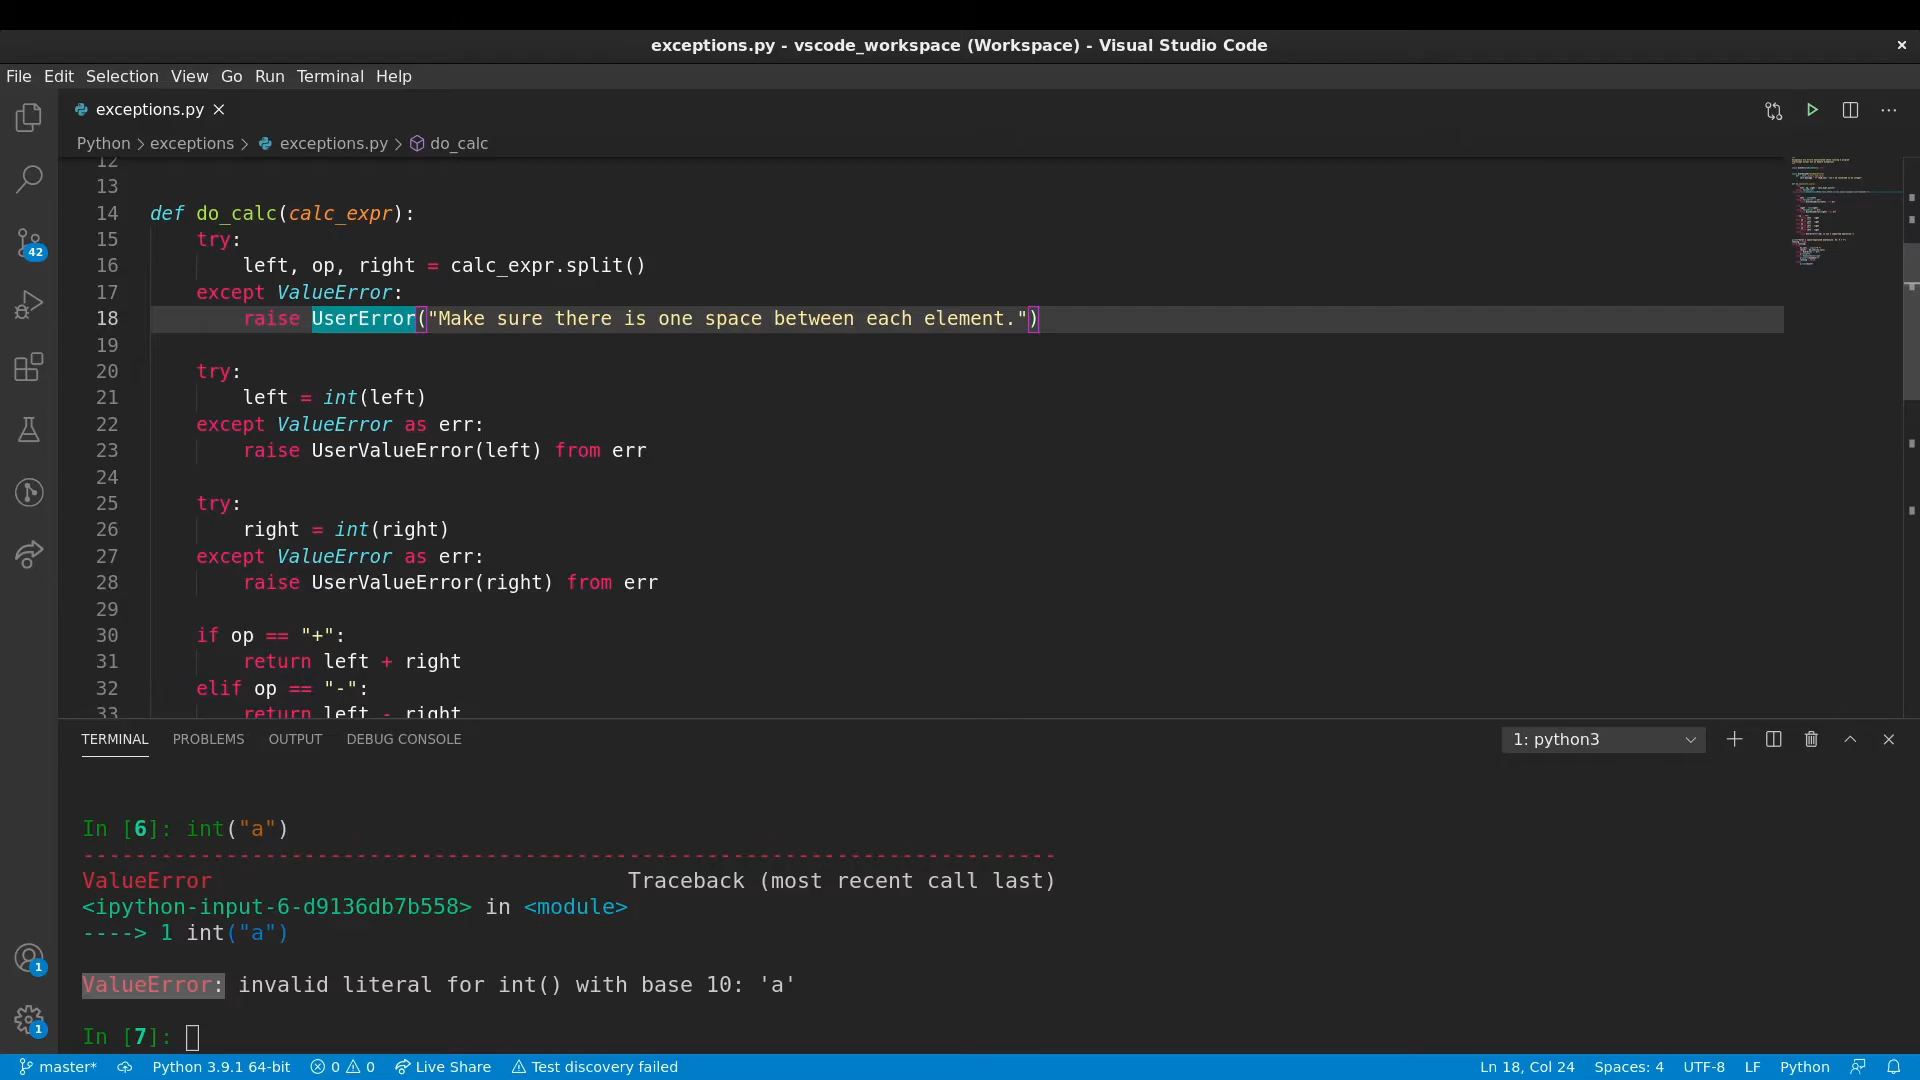 exceptions.py - vscode_workspace (Workspace) - Visual Studio Code
File Edit Selection View Go Run Terminal Help
exceptions.py
Python > exceptions > exceptions.py > do_calc
12
13
14 def do_calc(calc_expr):
15 try:
16 left, op, right = calc_expr.split()
17 except ValueError:
18 raise UserError("Make sure there is one space between each element.")
19
20 try:
21 left = int(left)
22 except ValueError as err:
23 raise UserValueError(left) from err
24
25 try:
26 right = int(right)
27 except ValueError as err:
28 raise UserValueError(right) from err
29
30 if op == "+":
31 return left + right
32 elif op == "-":
33 return left - right
42
TERMINAL PROBLEMS OUTPUT DEBUG CONSOLE 1: python3
In [6]: int("a")
---------------------------------------------------------------------------
ValueError Traceback (most recent call last)
<ipython-input-6-d9136db7b558> in <module>
----> 1 int("a")
ValueError: invalid literal for int() with base 10: 'a'
In [7]:
1
1
master* Python 3.9.1 64-bit 0 0 Live Share Test discovery failed Ln 18, Col 24 Spaces: 4 UTF-8 LF Python